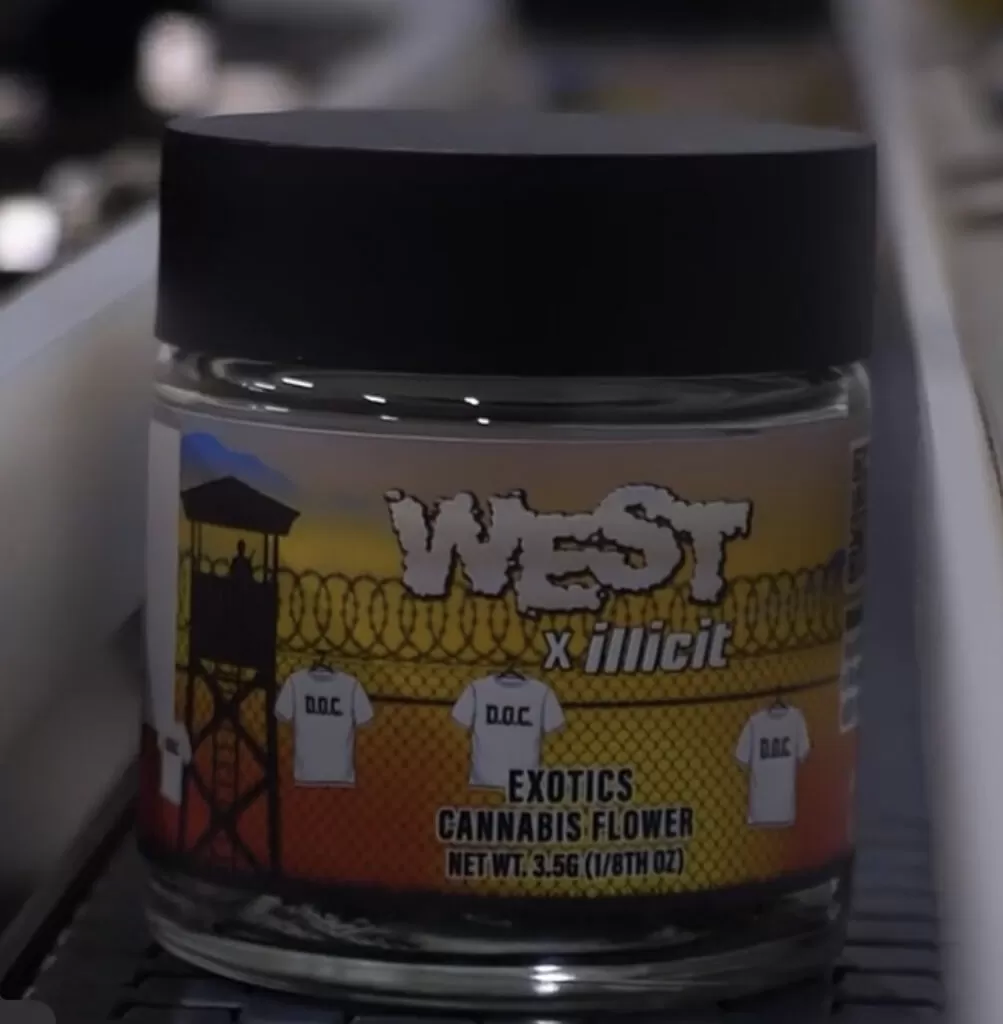 WEST
x illicit
D.O.C.
D.O.C.
D.O.C.
EXOTICS
CANNABIS FLOWER
NET WT. 3.5G (1/8TH OZ)